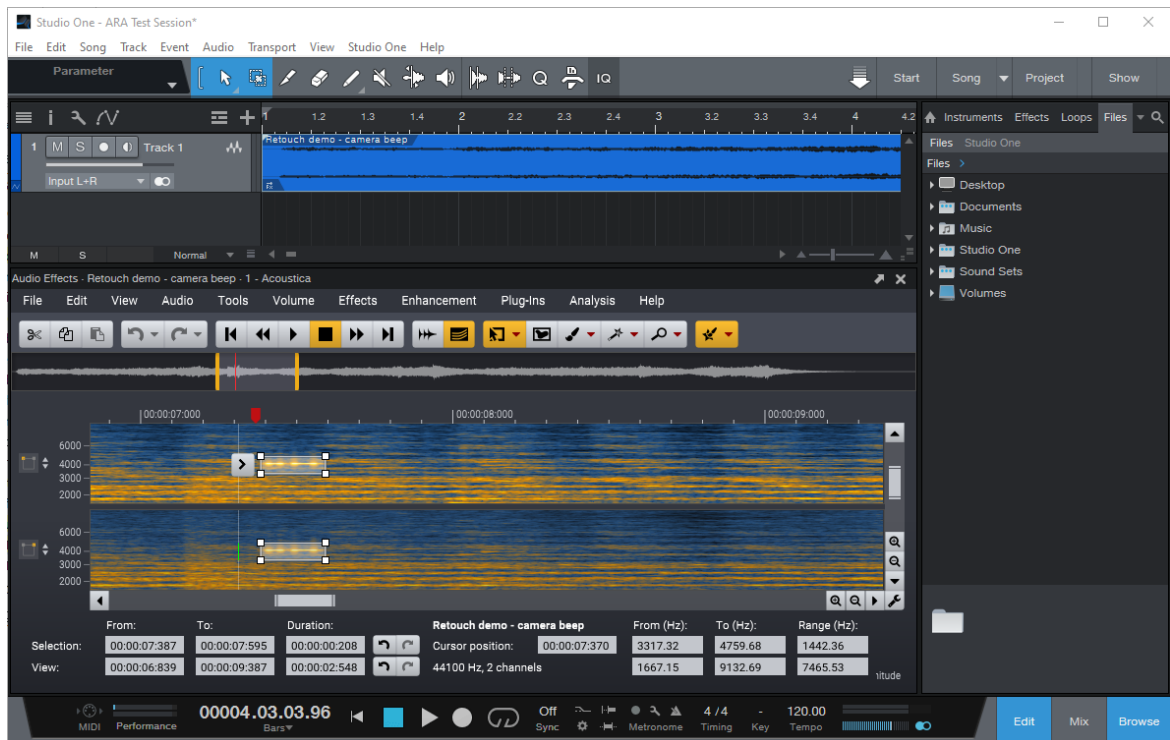 Studio One - ARA Test Session*
File Edit Song Track Event Audio Transport View Studio One Help
Parameter
IQ
Start Song Project Show
1 1.2 1.3 1.4 2 2.2 2.3 2.4 3 3.2 3.3 3.4 4 4.2
Instruments Effects Loops Files
1 M S Track 1
Retouch demo - camera beep
Input L+R
Files Studio One
Files >
Desktop
Documents
Music
Studio One
Sound Sets
Volumes
M S Normal
Audio Effects - Retouch demo - camera beep - 1 - Acoustica
File Edit View Audio Tools Volume Effects Enhancement Plug-Ins Analysis Help
00:00:07:000 00:00:08:000 00:00:09:000
6000
4000
3000
2000
6000
4000
3000
2000
From: To: Duration: Retouch demo - camera beep From (Hz): To (Hz): Range (Hz):
Selection: 00:00:07:387 00:00:07:595 00:00:00:208 Cursor position: 00:00:07:370 3317.32 4759.68 1442.36
View: 00:00:06:839 00:00:09:387 00:00:02:548 44100 Hz, 2 channels 1667.15 9132.69 7465.53
nitude
MIDI Performance
00004.03.03.96
Bars
Off
Sync
Metronome
4 / 4
Timing
-
Key
120.00
Tempo
Edit Mix Browse